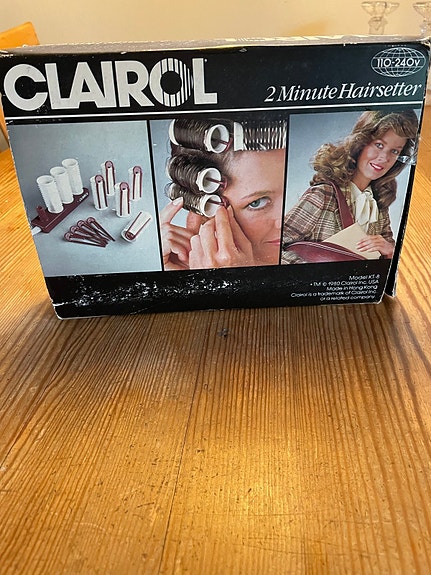 110-240v
CLAIROL
2 Minute Hairsetter
Model KT-8
• TM © 1980 Clairol Inc. USA
Made in Hong Kong
Clairol is a trademark of Clairol Inc.
or a related company.